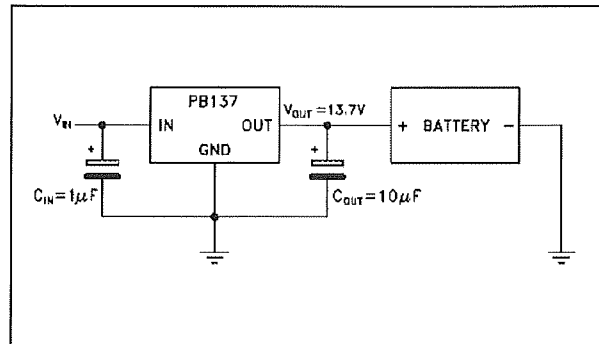 PB137
V_IN
IN
OUT
V_OUT=13.7V
+
BATTERY
-
GND
+
+
C_IN=1μF
C_OUT=10μF